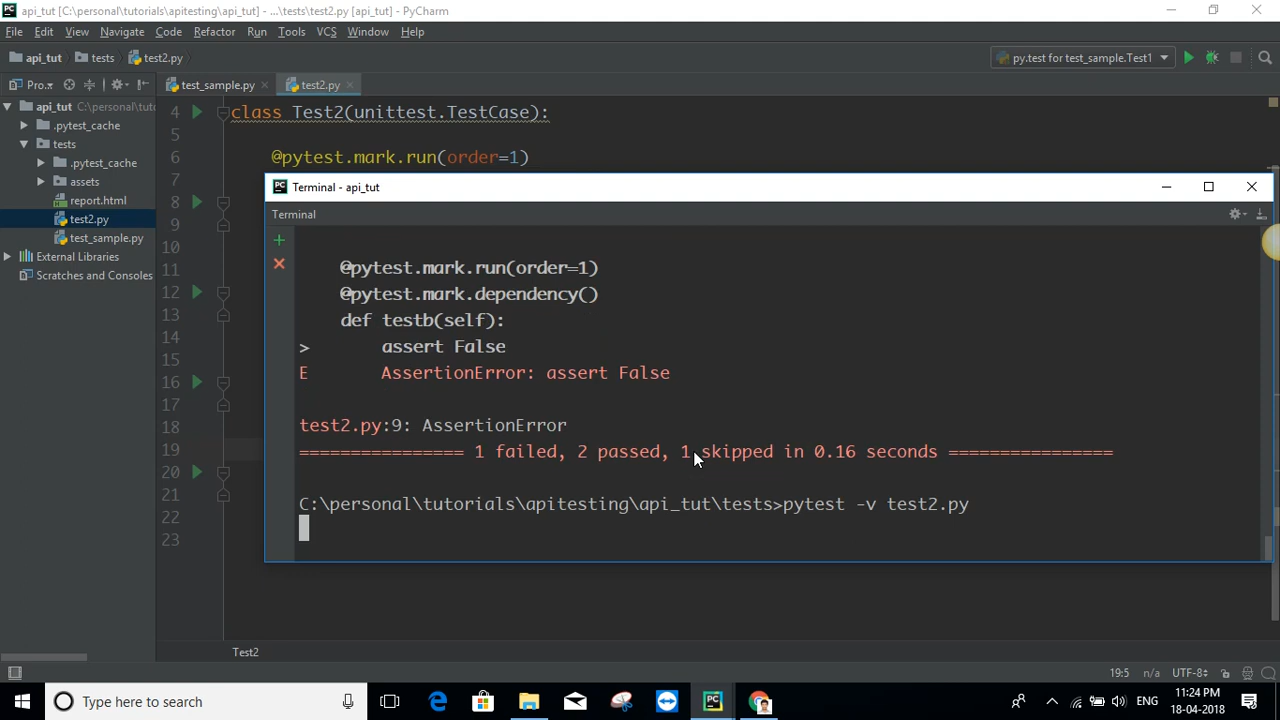 api_tut [C:\personal\tutorials\apitesting\api_tut] - ...\tests\test2.py [api_tut] - PyCharm
File Edit View Navigate Code Refactor Run Tools VCS Window Help
api_tut tests test2.py
py.test for test_sample.Test1
Pro..
test_sample.py test2.py
api_tut C:\personal\tuto
.pytest_cache
tests
.pytest_cache
assets
report.html
test2.py
test_sample.py
External Libraries
Scratches and Consoles
4 class Test2(unittest.TestCase):
5
6 @pytest.mark.run(order=1)
7
8
9
10
11
12
13
14
15
16
17
18
19
20
21
22
23
Terminal - api_tut
Terminal
@pytest.mark.run(order=1)
@pytest.mark.dependency()
def testb(self):
> assert False
E AssertionError: assert False
test2.py:9: AssertionError
================ 1 failed, 2 passed, 1 skipped in 0.16 seconds ================
C:\personal\tutorials\apitesting\api_tut\tests>pytest -v test2.py
Test2
19:5 n/a UTF-8
Type here to search
ENG
11:24 PM
18-04-2018